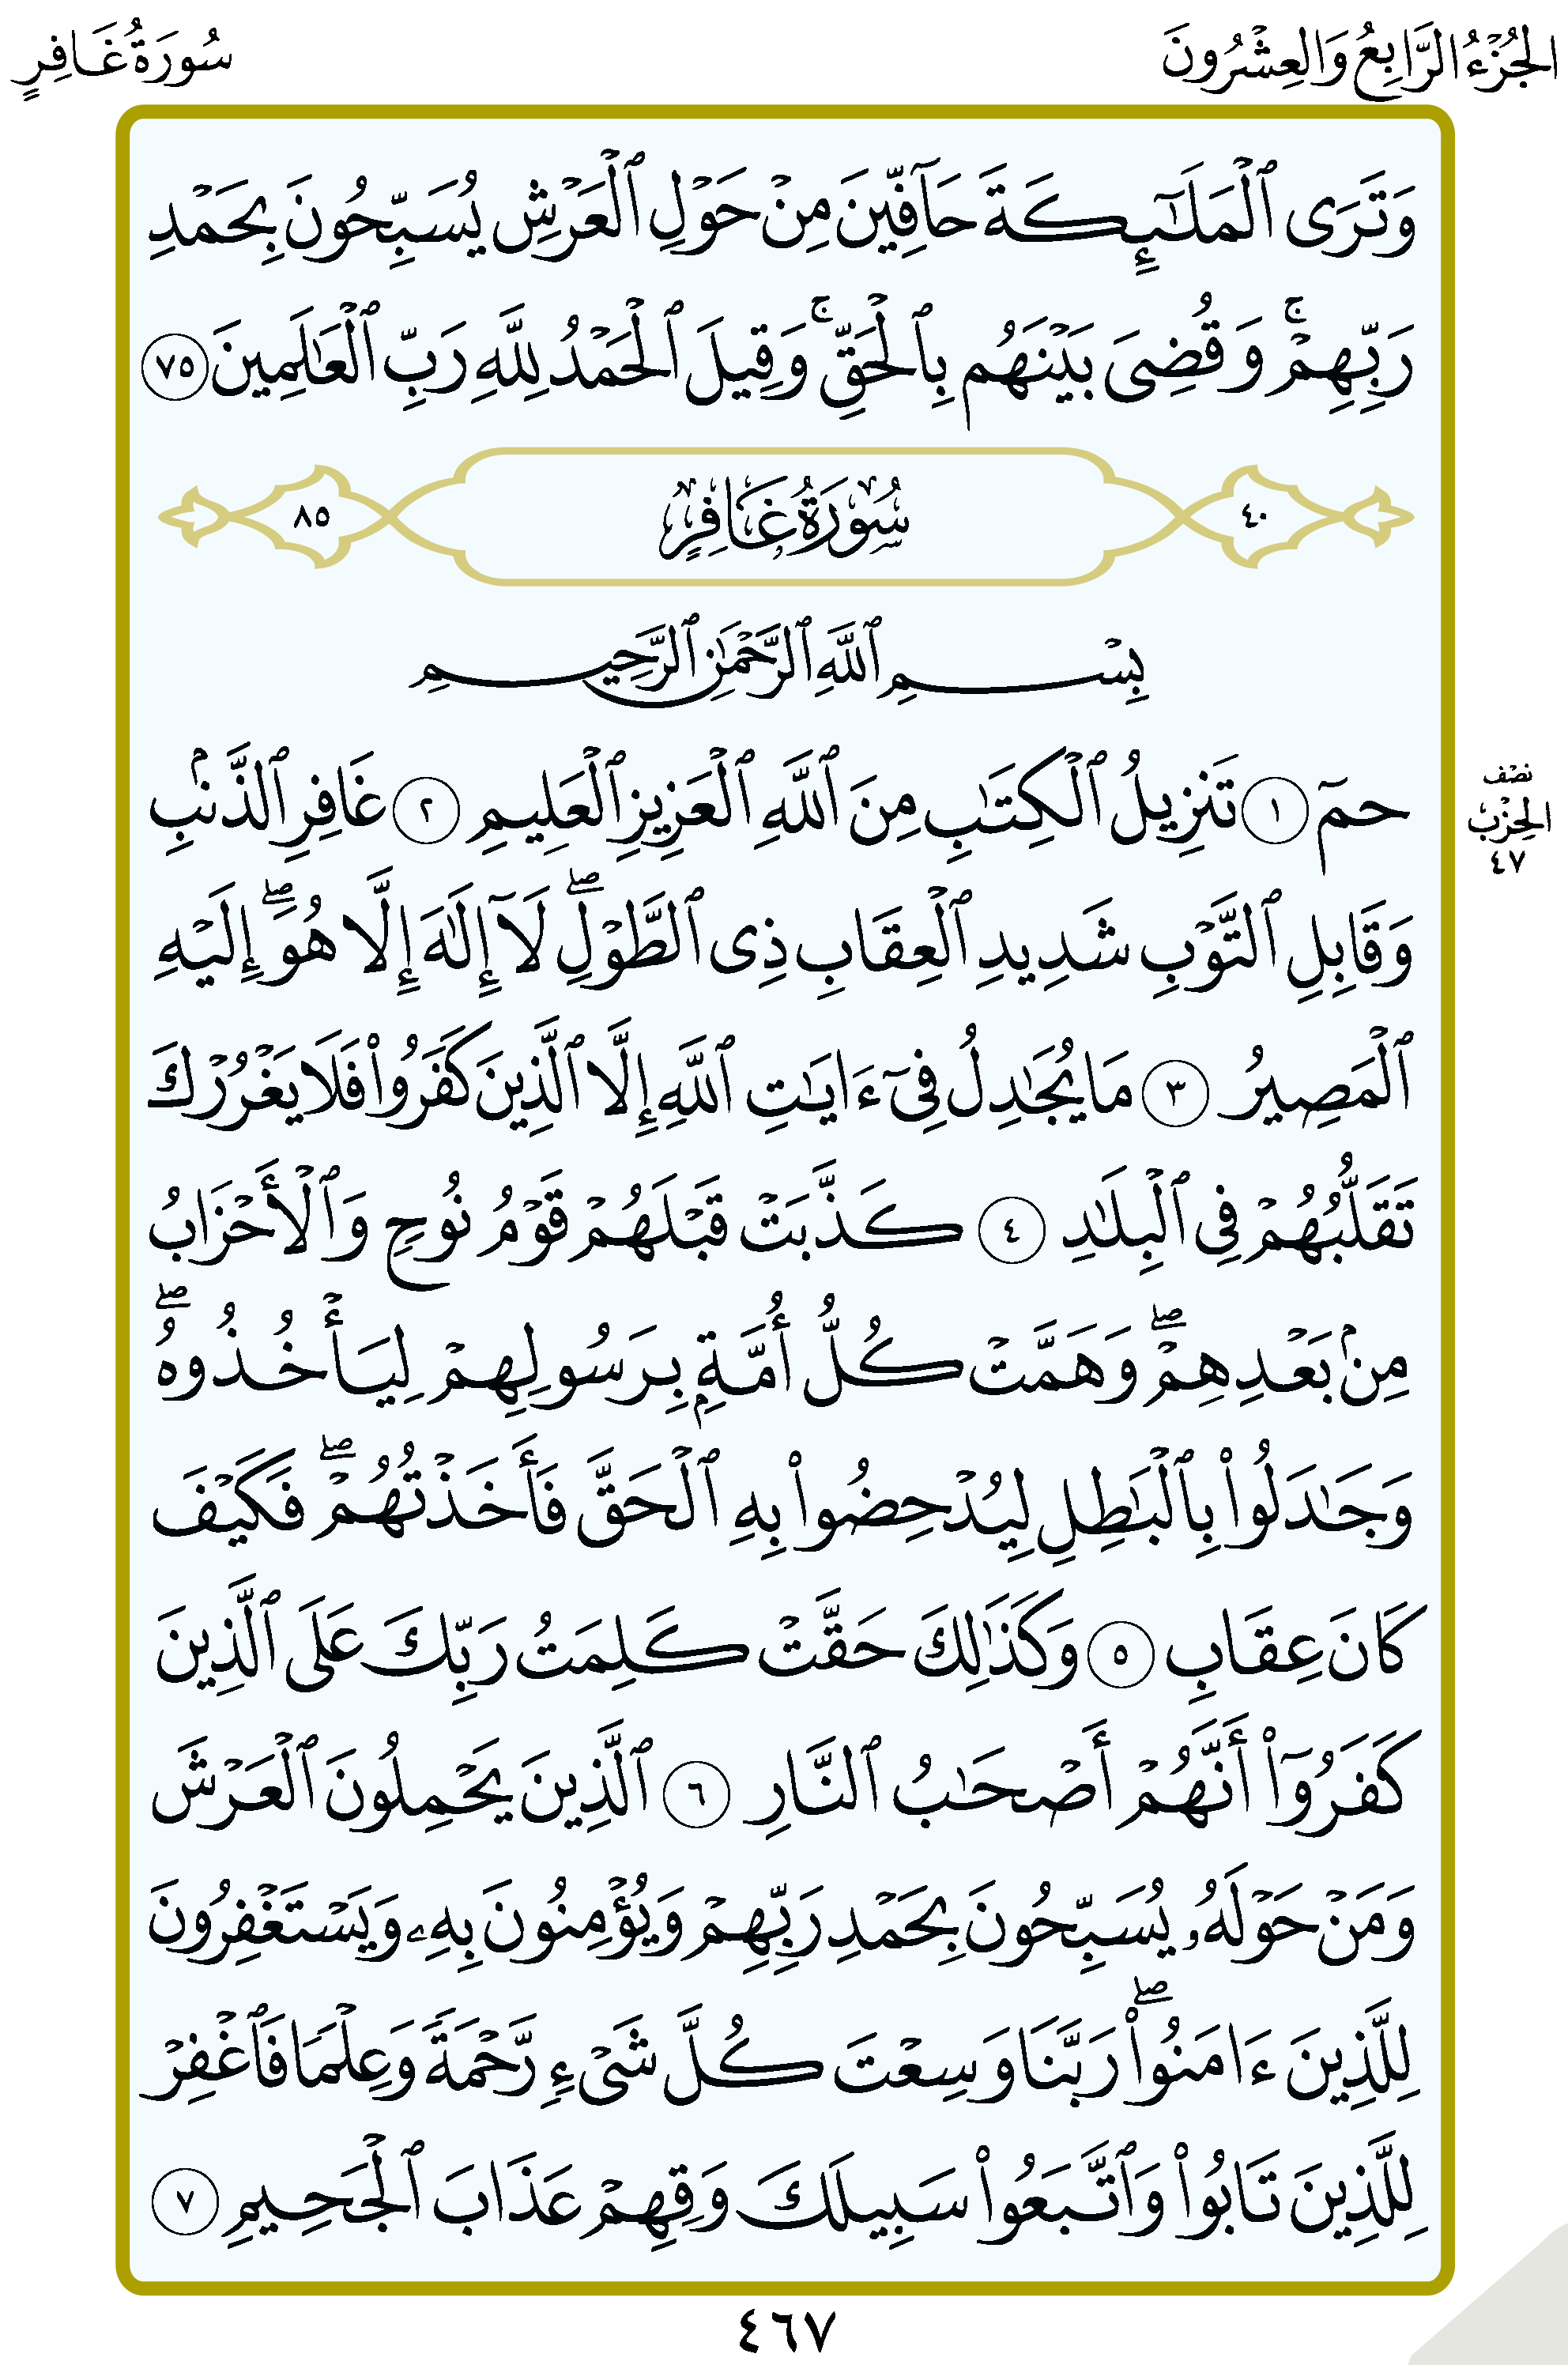 الجُزْءُ الرَّابِعُ وَالعِشْرُونَ
سُورَةُ غَافِرٍ
وَتَرَى ٱلْمَلَـٰٓئِكَةَ حَآفِّينَ مِنْ حَوْلِ ٱلْعَرْشِ يُسَبِّحُونَ بِحَمْدِ
رَبِّهِمْۚ وَقُضِىَ بَيْنَهُم بِٱلْحَقِّۚ وَقِيلَ ٱلْحَمْدُ لِلَّهِ رَبِّ ٱلْعَـٰلَمِينَ ٧٥
٤٠ سُورَةُ غَافِرٍ ٨٥
بِسْمِ ٱللَّهِ ٱلرَّحْمَـٰنِ ٱلرَّحِيمِ
حمٓ ١ تَنزِيلُ ٱلْكِتَـٰبِ مِنَ ٱللَّهِ ٱلْعَزِيزِ ٱلْعَلِيمِ ٢ غَافِرِ ٱلذَّنۢبِ
نصف
الحِزْب
٤٧
وَقَابِلِ ٱلتَّوْبِ شَدِيدِ ٱلْعِقَابِ ذِى ٱلطَّوْلِۖ لَآ إِلَـٰهَ إِلَّا هُوَۖ إِلَيْهِ
ٱلْمَصِيرُ ٣ مَا يُجَـٰدِلُ فِىٓ ءَايَـٰتِ ٱللَّهِ إِلَّا ٱلَّذِينَ كَفَرُوا۟ فَلَا يَغْرُرْكَ
تَقَلُّبُهُمْ فِى ٱلْبِلَـٰدِ ٤ كَذَّبَتْ قَبْلَهُمْ قَوْمُ نُوحٍ وَٱلْأَحْزَابُ
مِنۢ بَعْدِهِمْۖ وَهَمَّتْ كُلُّ أُمَّةٍۭ بِرَسُولِهِمْ لِيَأْخُذُوهُۖ
وَجَـٰدَلُوا۟ بِٱلْبَـٰطِلِ لِيُدْحِضُوا۟ بِهِ ٱلْحَقَّ فَأَخَذْتُهُمْۖ فَكَيْفَ
كَانَ عِقَابِ ٥ وَكَذَٰلِكَ حَقَّتْ كَلِمَتُ رَبِّكَ عَلَى ٱلَّذِينَ
كَفَرُوٓا۟ أَنَّهُمْ أَصْحَـٰبُ ٱلنَّارِ ٦ ٱلَّذِينَ يَحْمِلُونَ ٱلْعَرْشَ
وَمَنْ حَوْلَهُۥ يُسَبِّحُونَ بِحَمْدِ رَبِّهِمْ وَيُؤْمِنُونَ بِهِۦ وَيَسْتَغْفِرُونَ
لِلَّذِينَ ءَامَنُوا۟ۖ رَبَّنَا وَسِعْتَ كُلَّ شَىْءٍ رَّحْمَةً وَعِلْمًا فَٱغْفِرْ
لِلَّذِينَ تَابُوا۟ وَٱتَّبَعُوا۟ سَبِيلَكَ وَقِهِمْ عَذَابَ ٱلْجَحِيمِ ٧
٤٦٧